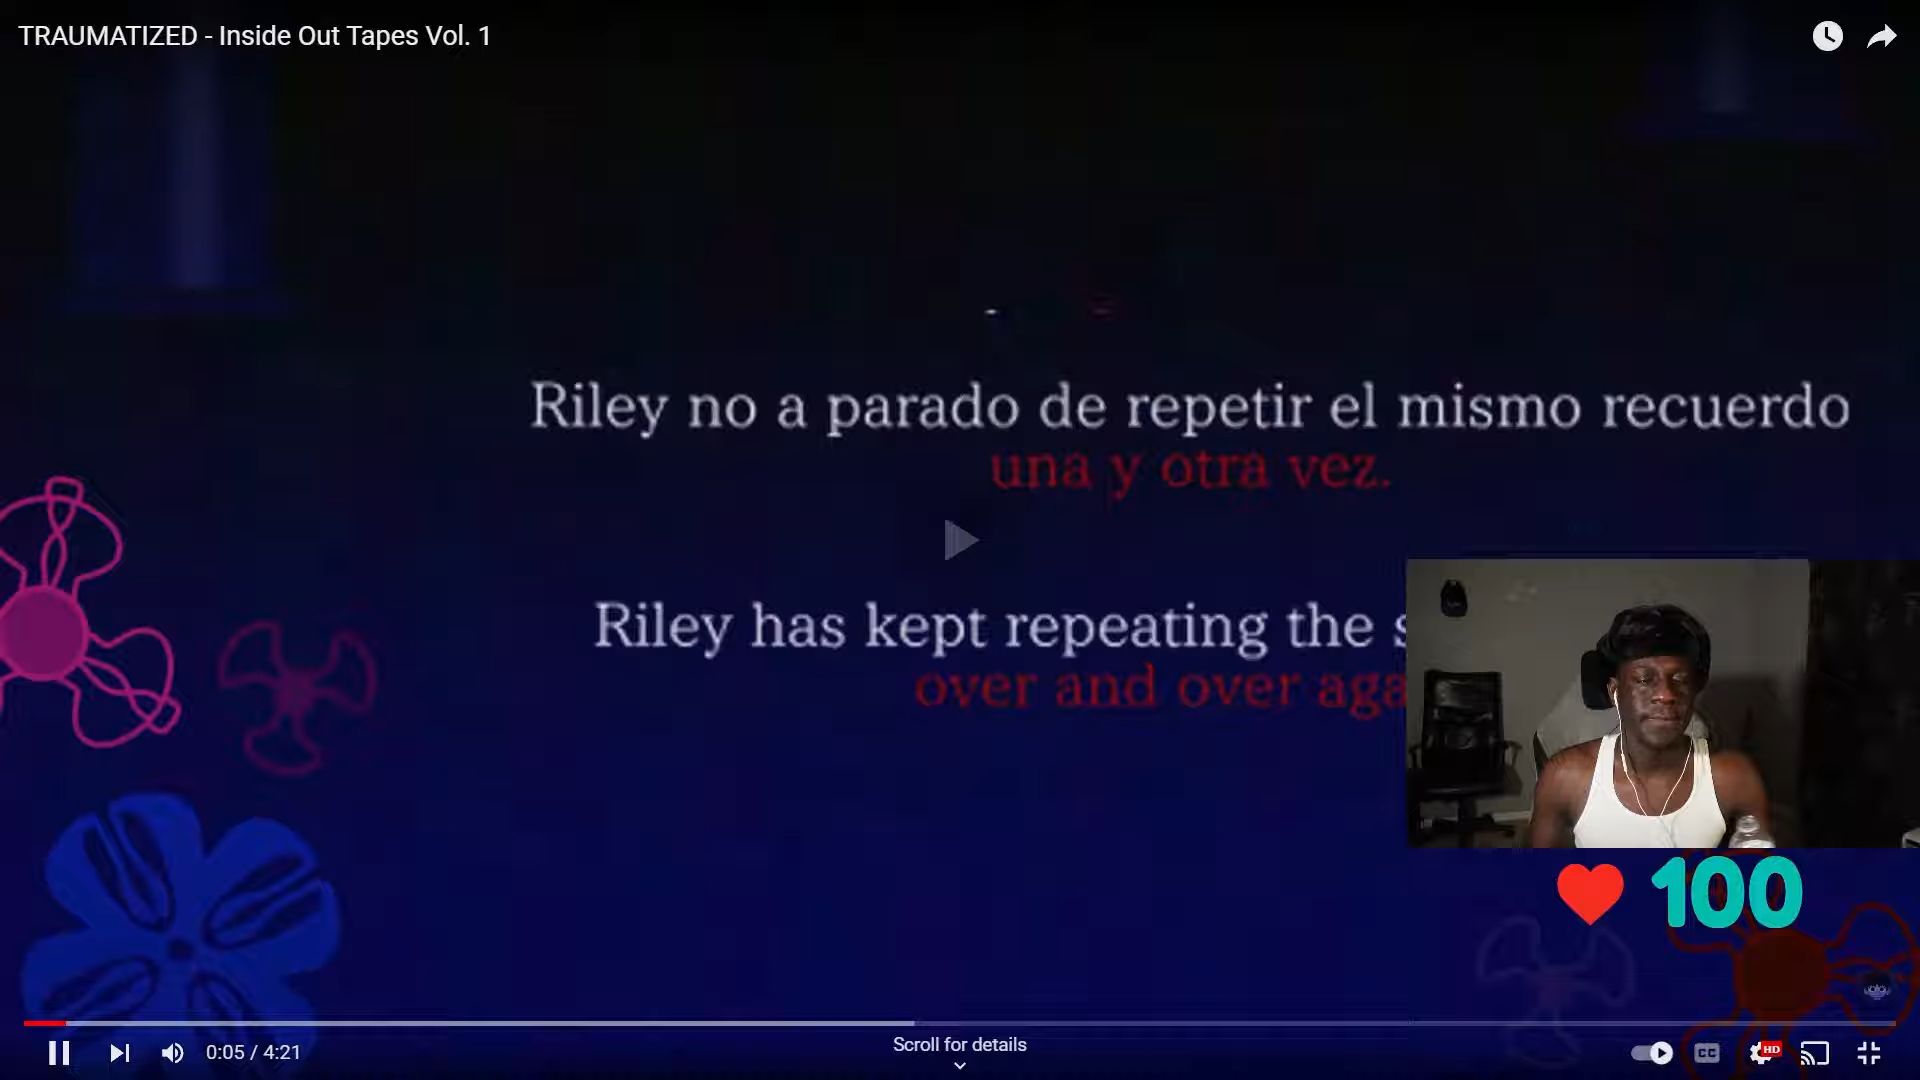 TRAUMATIZED - Inside Out Tapes Vol. 1
Riley no a parado de repetir el mismo recuerdo
una y otra vez.
Riley has kept repeating the
over and over
100
0:05 / 4:21
Scroll for details
CC
HD